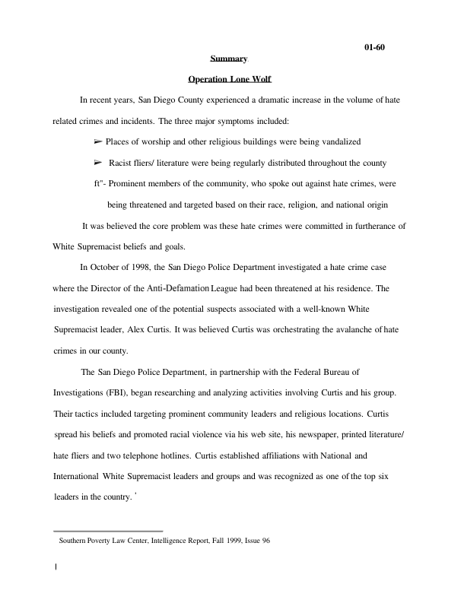 01-60
Summary
Operation Lone Wolf
In recent years, San Diego County experienced a dramatic increase in the volume of hate
related crimes and incidents. The three major symptoms included:
➢ Places of worship and other religious buildings were being vandalized
➢ Racist fliers/ literature were being regularly distributed throughout the county
ft"- Prominent members of the community, who spoke out against hate crimes, were
being threatened and targeted based on their race, religion, and national origin
It was believed the core problem was these hate crimes were committed in furtherance of
White Supremacist beliefs and goals.
In October of 1998, the San Diego Police Department investigated a hate crime case
where the Director of the Anti-Defamation League had been threatened at his residence. The
investigation revealed one of the potential suspects associated with a well-known White
Supremacist leader, Alex Curtis. It was believed Curtis was orchestrating the avalanche of hate
crimes in our county.
The San Diego Police Department, in partnership with the Federal Bureau of
Investigations (FBI), began researching and analyzing activities involving Curtis and his group.
Their tactics included targeting prominent community leaders and religious locations. Curtis
spread his beliefs and promoted racial violence via his web site, his newspaper, printed literature/
hate fliers and two telephone hotlines. Curtis established affiliations with National and
International White Supremacist leaders and groups and was recognized as one of the top six
leaders in the country. '
Southern Poverty Law Center, Intelligence Report, Fall 1999, Issue 96
l